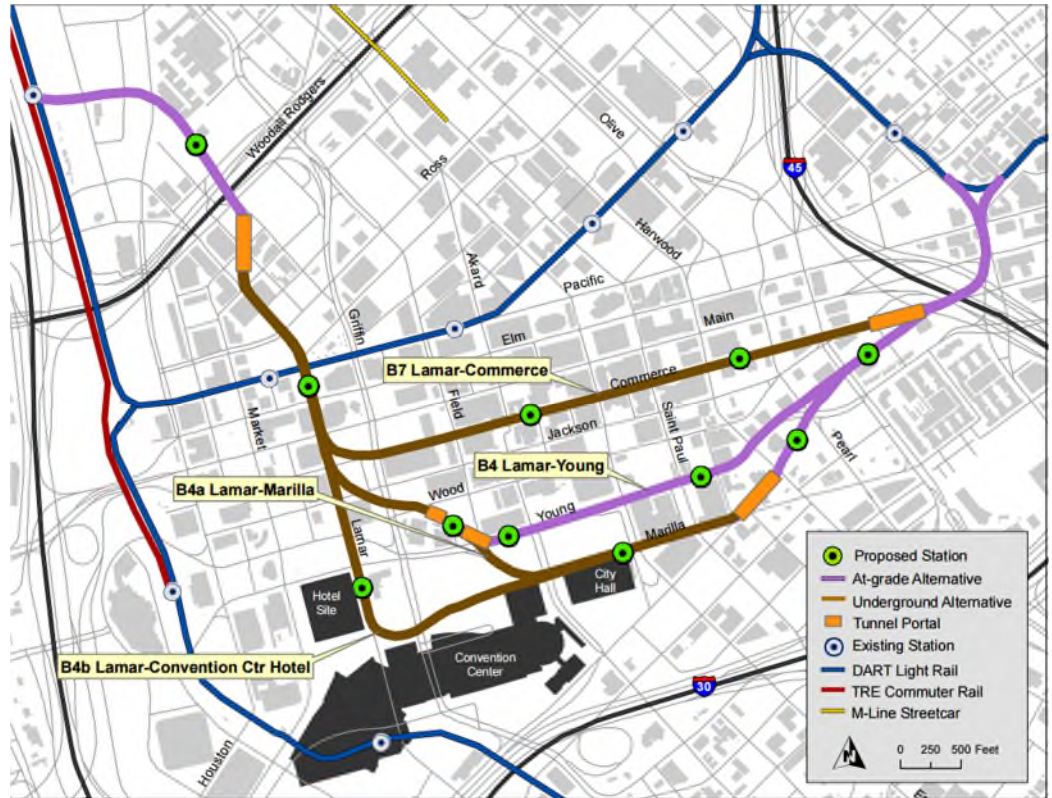 Woodall Rodgers
Ross
Olive
45
Harwood
Akard
Pacific
Griffin
Elm
Main
B7 Lamar-Commerce
Commerce
Market
Field
Jackson
Saint Paul
Pearl
B4 Lamar-Young
B4a Lamar-Marilla
Wood
Young
Marilla
Lamar
Hotel
Site
City
Hall
B4b Lamar-Convention Ctr Hotel
Convention
Center
30
Houston
Proposed Station
At-grade Alternative
Underground Alternative
Tunnel Portal
Existing Station
DART Light Rail
TRE Commuter Rail
M-Line Streetcar
N
0 250 500 Feet